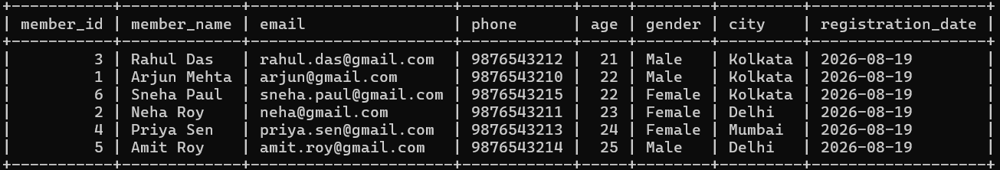 +-----------+--------------+------------------------+------------+-----+--------+---------+-------------------+
| member_id | member_name | email | phone | age | gender | city | registration_date |
+-----------+--------------+------------------------+------------+-----+--------+---------+-------------------+
| 3 | Rahul Das | rahul.das@gmail.com | 9876543212 | 21 | Male | Kolkata | 2026-08-19 |
| 1 | Arjun Mehta | arjun@gmail.com | 9876543210 | 22 | Male | Kolkata | 2026-08-19 |
| 6 | Sneha Paul | sneha.paul@gmail.com | 9876543215 | 22 | Female | Kolkata | 2026-08-19 |
| 2 | Neha Roy | neha@gmail.com | 9876543211 | 23 | Female | Delhi | 2026-08-19 |
| 4 | Priya Sen | priya.sen@gmail.com | 9876543213 | 24 | Female | Mumbai | 2026-08-19 |
| 5 | Amit Roy | amit.roy@gmail.com | 9876543214 | 25 | Male | Delhi | 2026-08-19 |
+-----------+--------------+------------------------+------------+-----+--------+---------+-------------------+